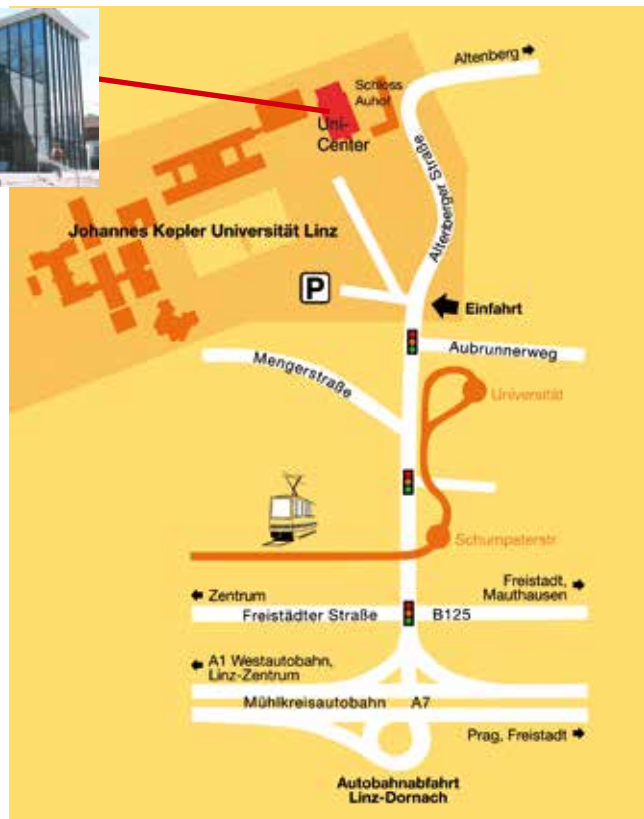 Altenberg
Schloss
Auhof
Uni-
Center
Altenberger Straße
Johannes Kepler Universität Linz
P
Einfahrt
Aubrunnerweg
Mengerstraße
Universität
Schumpeterstr.
Zentrum
Freistadt,
Mauthausen
Freistädter Straße
B125
A1 Westautobahn,
Linz-Zentrum
Mühlkreisautobahn
A7
Prag, Freistadt
Autobahnabfahrt
Linz-Dornach